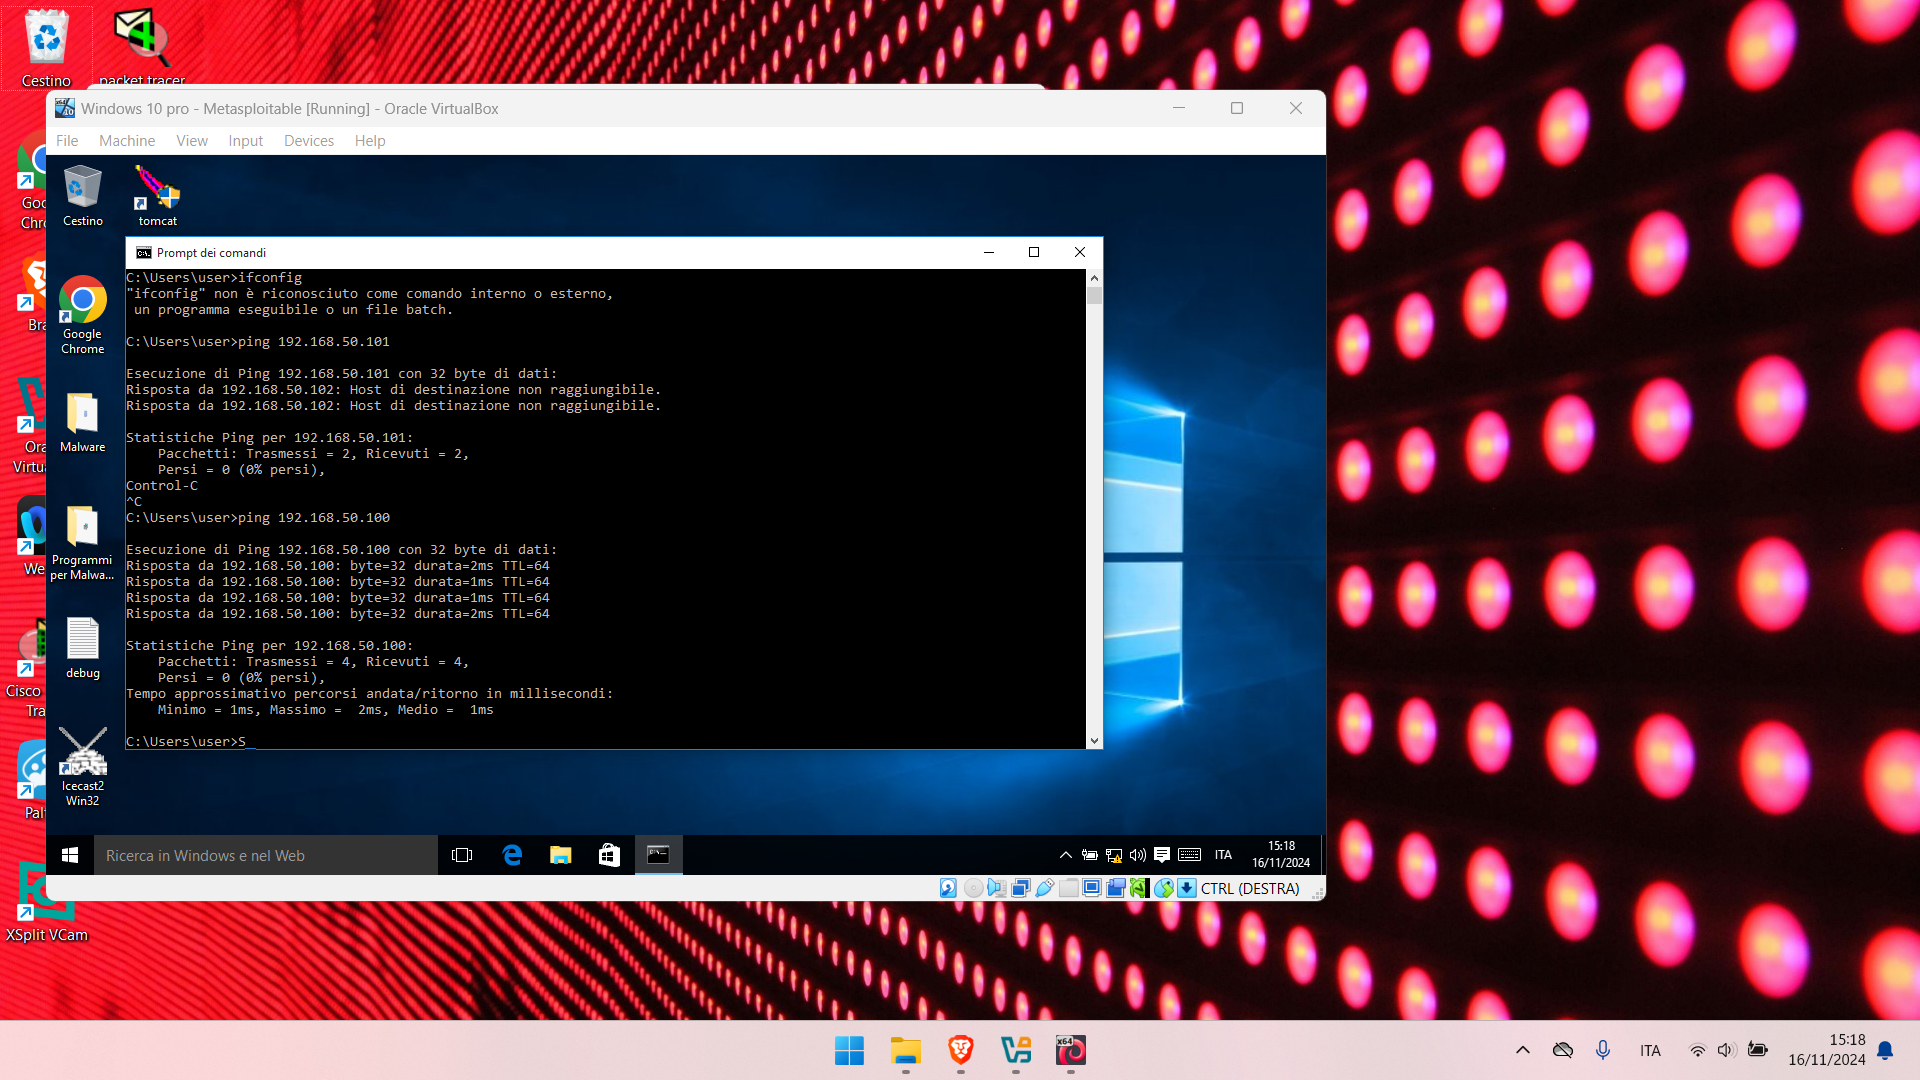 Cestino
packet tracer
Windows 10 pro - Metasploitable [Running] - Oracle VirtualBox
File Machine View Input Devices Help
Cestino
tomcat
Google
Chrome
Malware
Programmi
per Malwa...
debug
Icecast2
Win32
Prompt dei comandi
C:\Users\user>ifconfig
"ifconfig" non è riconosciuto come comando interno o esterno,
 un programma eseguibile o un file batch.
C:\Users\user>ping 192.168.50.101
Esecuzione di Ping 192.168.50.101 con 32 byte di dati:
Risposta da 192.168.50.102: Host di destinazione non raggiungibile.
Risposta da 192.168.50.102: Host di destinazione non raggiungibile.
Statistiche Ping per 192.168.50.101:
    Pacchetti: Trasmessi = 2, Ricevuti = 2,
    Persi = 0 (0% persi),
Control-C
^C
C:\Users\user>ping 192.168.50.100
Esecuzione di Ping 192.168.50.100 con 32 byte di dati:
Risposta da 192.168.50.100: byte=32 durata=2ms TTL=64
Risposta da 192.168.50.100: byte=32 durata=1ms TTL=64
Risposta da 192.168.50.100: byte=32 durata=1ms TTL=64
Risposta da 192.168.50.100: byte=32 durata=2ms TTL=64
Statistiche Ping per 192.168.50.100:
    Pacchetti: Trasmessi = 4, Ricevuti = 4,
    Persi = 0 (0% persi),
Tempo approssimativo percorsi andata/ritorno in millisecondi:
    Minimo = 1ms, Massimo =  2ms, Medio =  1ms
C:\Users\user>S_
Ricerca in Windows e nel Web
ITA
15:18
16/11/2024
CTRL (DESTRA)
Goo
Chro
Bra
Ora
Virtu
We
Cisco
Tra
Pal
XSplit VCam
x64
ITA
15:18
16/11/2024